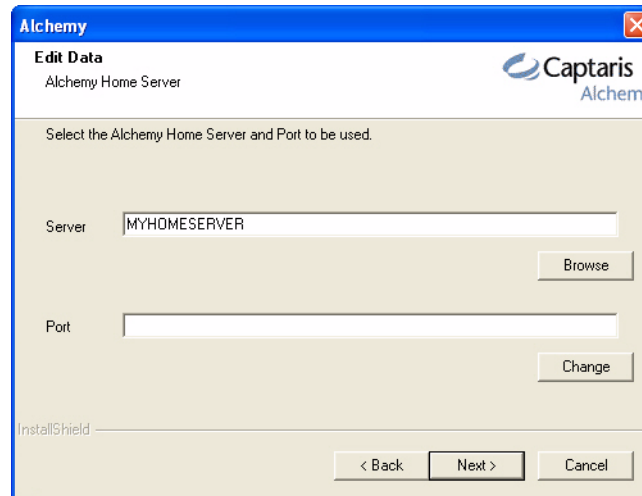 Alchemy
Edit Data
Alchemy Home Server
Captaris
Alchem
Select the Alchemy Home Server and Port to be used.
Server MYHOMESERVER
Browse
Port
Change
InstallShield
< Back Next > Cancel